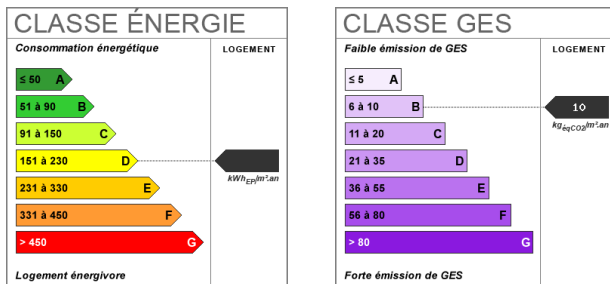 CLASSE ÉNERGIE
Consommation énergétique
LOGEMENT
≤ 50 A
51 à 90 B
91 à 150 C
151 à 230 D
kWhEP/m².an
231 à 330 E
331 à 450 F
> 450 G
Logement énergivore
CLASSE GES
Faible émission de GES
LOGEMENT
≤ 5 A
6 à 10 B
10
kgéqCO2/m².an
11 à 20 C
21 à 35 D
36 à 55 E
56 à 80 F
> 80 G
Forte émission de GES